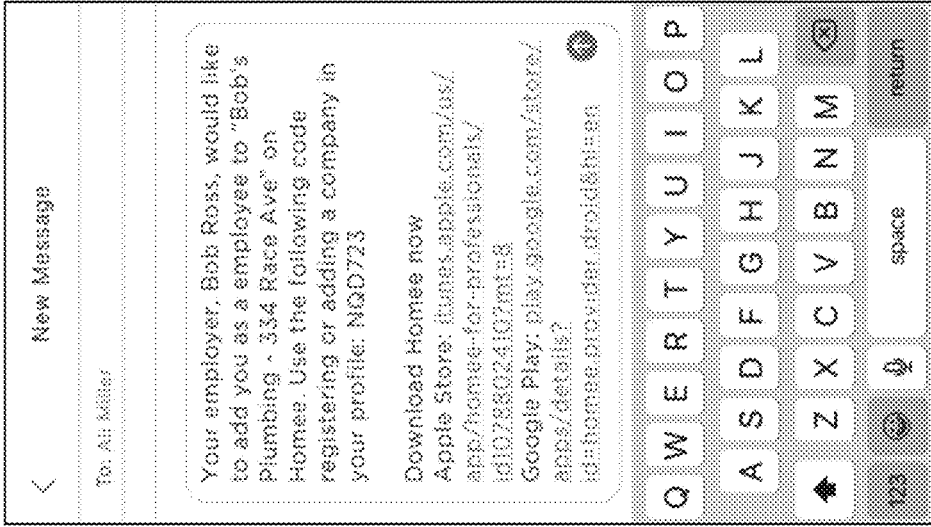 New Message
To: Ali Miller
Your employer, Bob Ross, would like
to add you as a employee to "Bob's
Plumbing - 334 Race Ave" on
Homee. Use the following code
registering or adding a company in
your profile: NQD723
Download Homee now
Apple Store: itunes.apple.com/us/
app/homee-for-professionals/
id1078802410?mt=8
Google Play: play.google.com/store/
apps/details?
id=homee.provider.droid&hl=en
Q W E R T Y U I O P
A S D F G H J K L
Z X C V B N M
123 space return